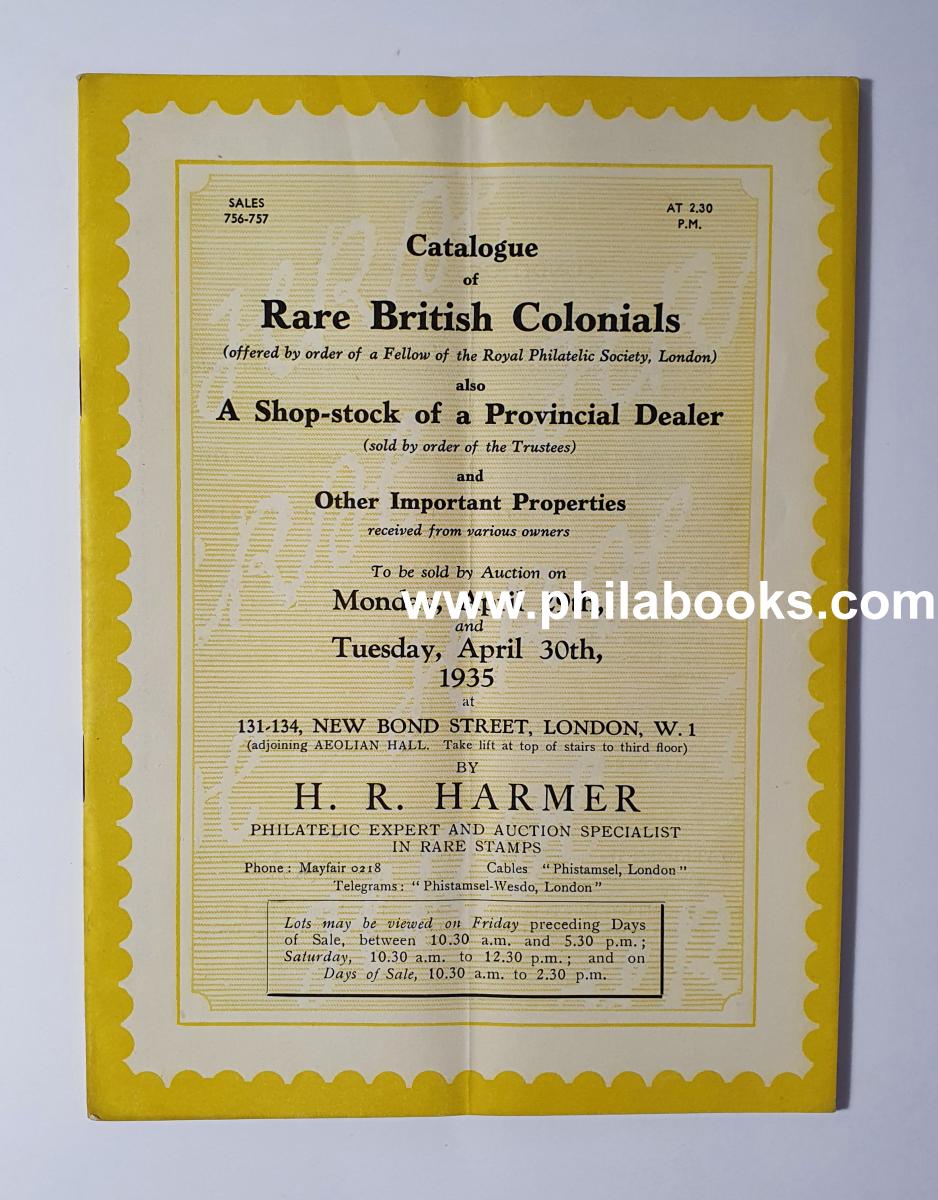 SALES
756-757
AT 2.30
P.M.
Catalogue
of
Rare British Colonials
(offered by order of a Fellow of the Royal Philatelic Society, London)
also
A Shop-stock of a Provincial Dealer
(sold by order of the Trustees)
and
Other Important Properties
received from various owners
To be sold by Auction on
Monday, April 29th,
www.philabooks.com
and
Tuesday, April 30th,
1935
at
131-134, NEW BOND STREET, LONDON, W. 1
(adjoining AEOLIAN HALL. Take lift at top of stairs to third floor)
BY
H. R. HARMER
PHILATELIC EXPERT AND AUCTION SPECIALIST
IN RARE STAMPS
Phone : Mayfair 0218 Cables "Phistamsel, London"
Telegrams : "Phistamsel-Wesdo, London"
Lots may be viewed on Friday preceding Days
of Sale, between 10.30 a.m. and 5.30 p.m. ;
Saturday, 10.30 a.m. to 12.30 p.m. ; and on
Days of Sale, 10.30 a.m. to 2.30 p.m.